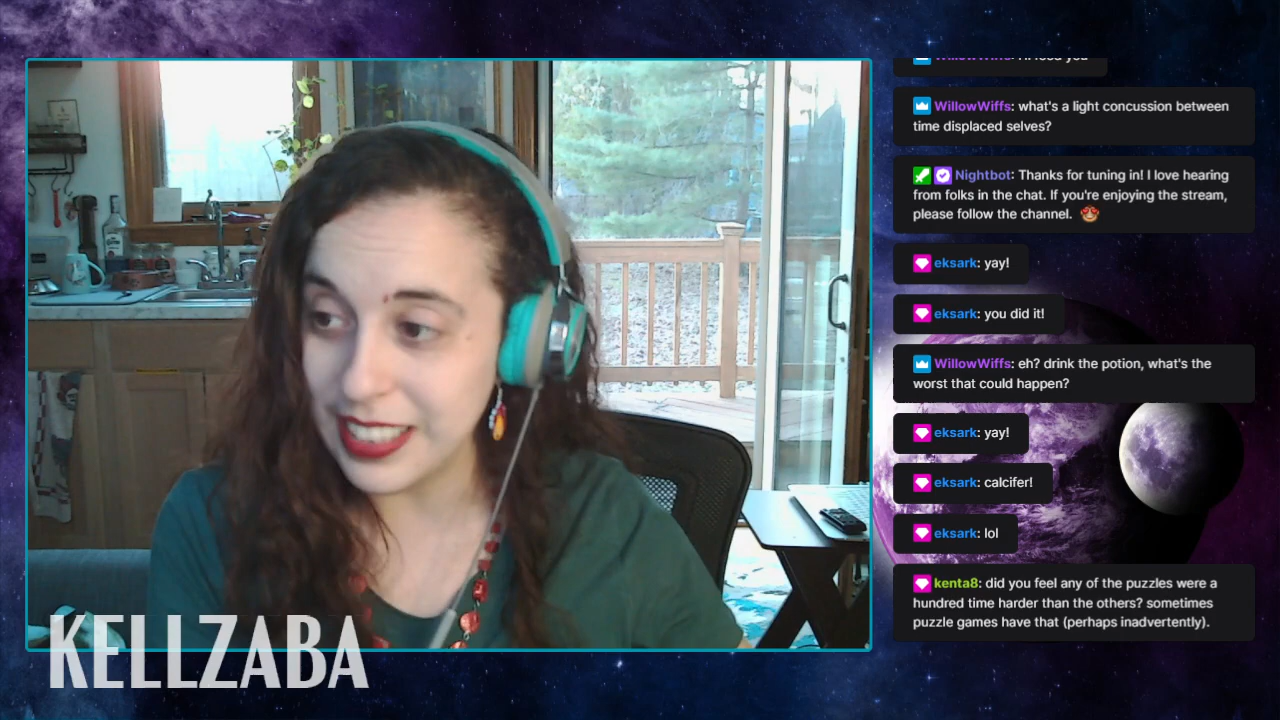 WillowWiffs: what's a light concussion between
time displaced selves?
Nightbot: Thanks for tuning in! I love hearing
from folks in the chat. If you're enjoying the stream,
please follow the channel.
eksark: yay!
eksark: you did it!
WillowWiffs: eh? drink the potion, what's the
worst that could happen?
eksark: yay!
eksark: calcifer!
eksark: lol
kenta8: did you feel any of the puzzles were a
hundred time harder than the others? sometimes
puzzle games have that (perhaps inadvertently).
KELLZABA